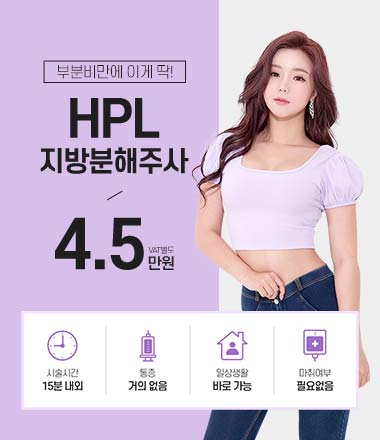 부분비만에 이게 딱!
HPL
지방분해주사
4.5 VAT별도 만원
시술시간
15분 내외
통증
거의 없음
일상생활
바로 가능
마취여부
필요없음